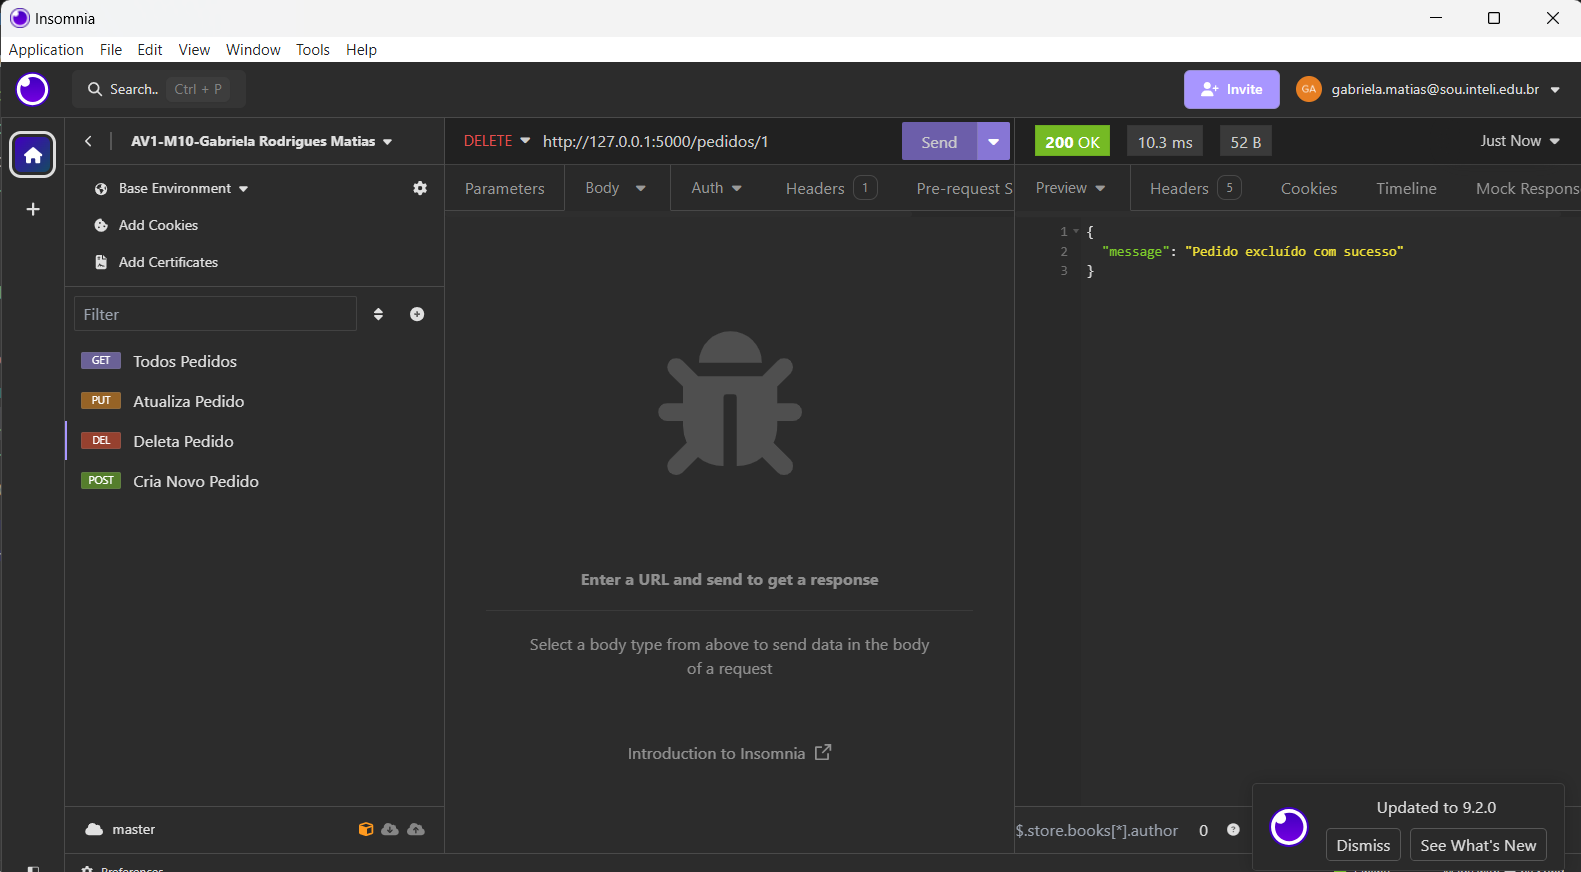 Insomnia
Application File Edit View Window Tools Help
Search.. Ctrl + P
Invite
GA gabriela.matias@sou.inteli.edu.br
AV1-M10-Gabriela Rodrigues Matias
DELETE http://127.0.0.1:5000/pedidos/1 Send
200 OK 10.3 ms 52 B Just Now
Base Environment
Add Cookies
Add Certificates
Parameters Body Auth Headers 1 Pre-request S
Preview Headers 5 Cookies Timeline Mock Respons
1 {
2 "message": "Pedido excluído com sucesso"
3 }
Filter
GET Todos Pedidos
PUT Atualiza Pedido
DEL Deleta Pedido
POST Cria Novo Pedido
Enter a URL and send to get a response
Select a body type from above to send data in the body
of a request
Introduction to Insomnia
master
$.store.books[*].author 0
Updated to 9.2.0
Dismiss See What's New
Preferences